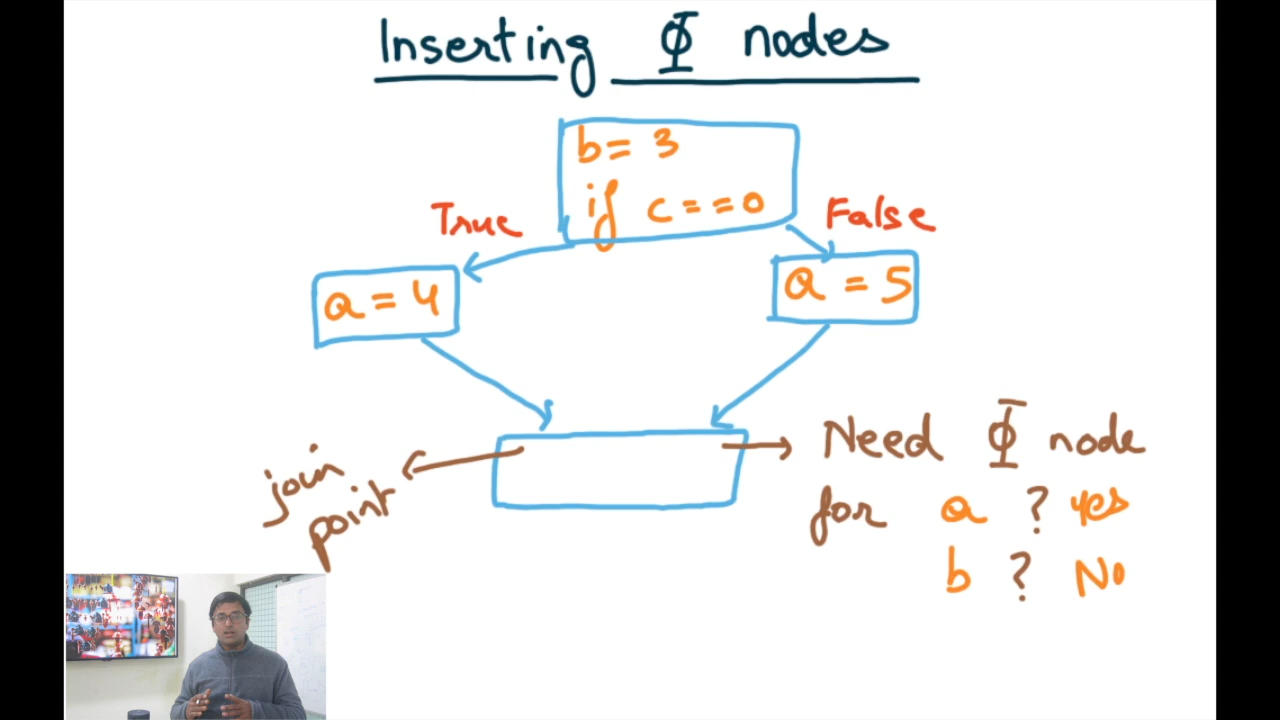 Inserting Φ nodes
b = 3
if c = = 0
True
False
a = 4
a = 5
join
point
Need Φ node
for a ? yes
b ? No